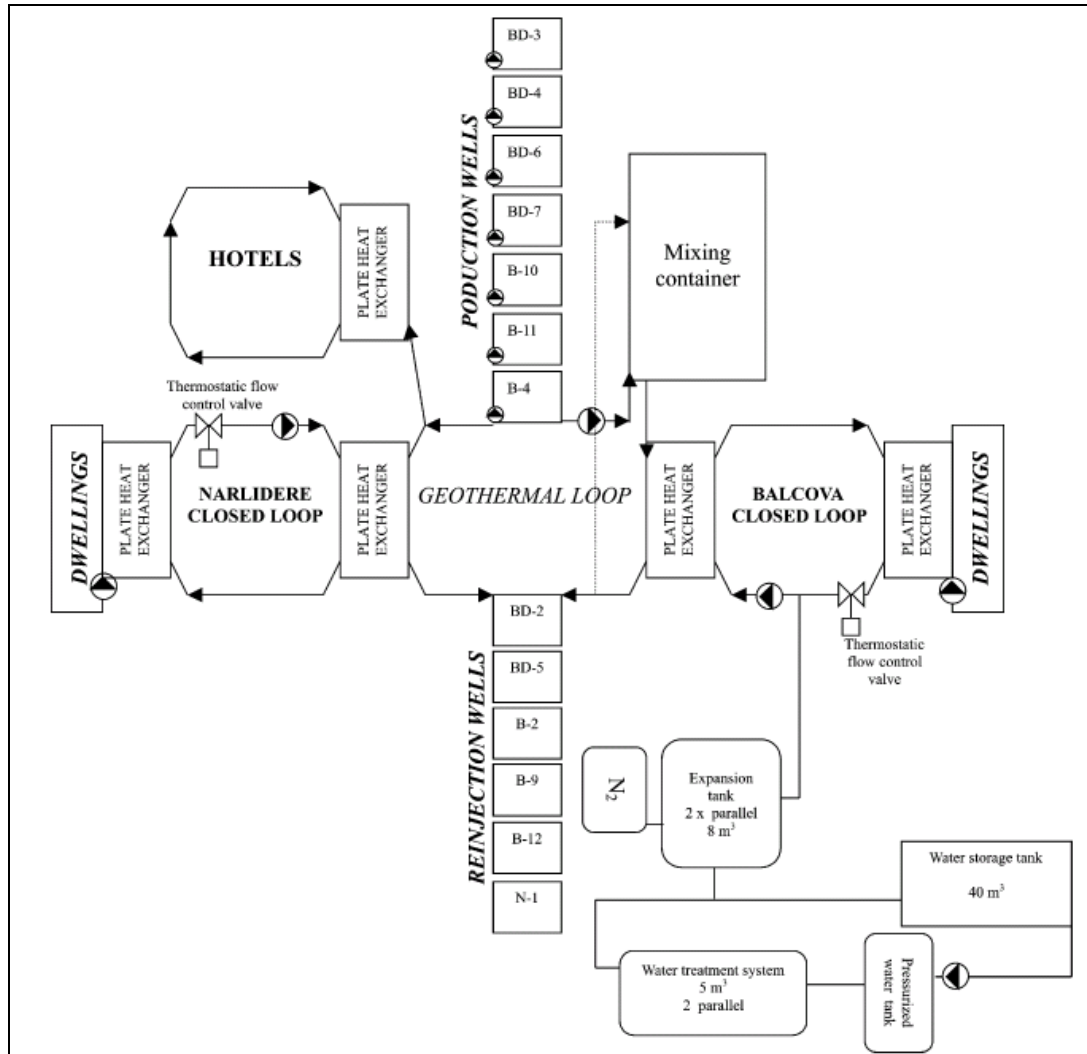 BD-3
BD-4
BD-6
BD-7
B-10
B-11
B-4
PODUCTION WELLS
Mixing
container
HOTELS
PLATE HEAT
EXCHANGER
Thermostatic flow
control valve
DWELLINGS
PLATE HEAT
EXCHANGER
NARLIDERE
CLOSED LOOP
PLATE HEAT
EXCHANGER
GEOTHERMAL LOOP
PLATE HEAT
EXCHANGER
BALCOVA
CLOSED LOOP
PLATE HEAT
EXCHANGER
DWELLINGS
Thermostatic
flow control
valve
REINJECTION WELLS
BD-2
BD-5
B-2
B-9
B-12
N-1
N₂
Expansion
tank
2 x parallel
8 m³
Water storage tank
40 m³
Water treatment system
5 m³
2 parallel
Pressurized
water tank